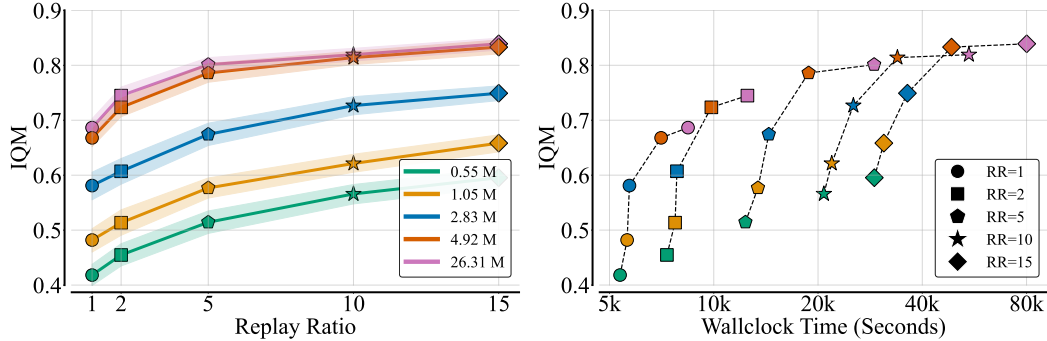 0.9
0.8
0.7
0.6
0.5
0.4
IQM
1 2 5 10 15
Replay Ratio
0.55 M
1.05 M
2.83 M
4.92 M
26.31 M
0.9
0.8
0.7
0.6
0.5
0.4
IQM
5k 10k 20k 40k 80k
Wallclock Time (Seconds)
RR=1
RR=2
RR=5
RR=10
RR=15